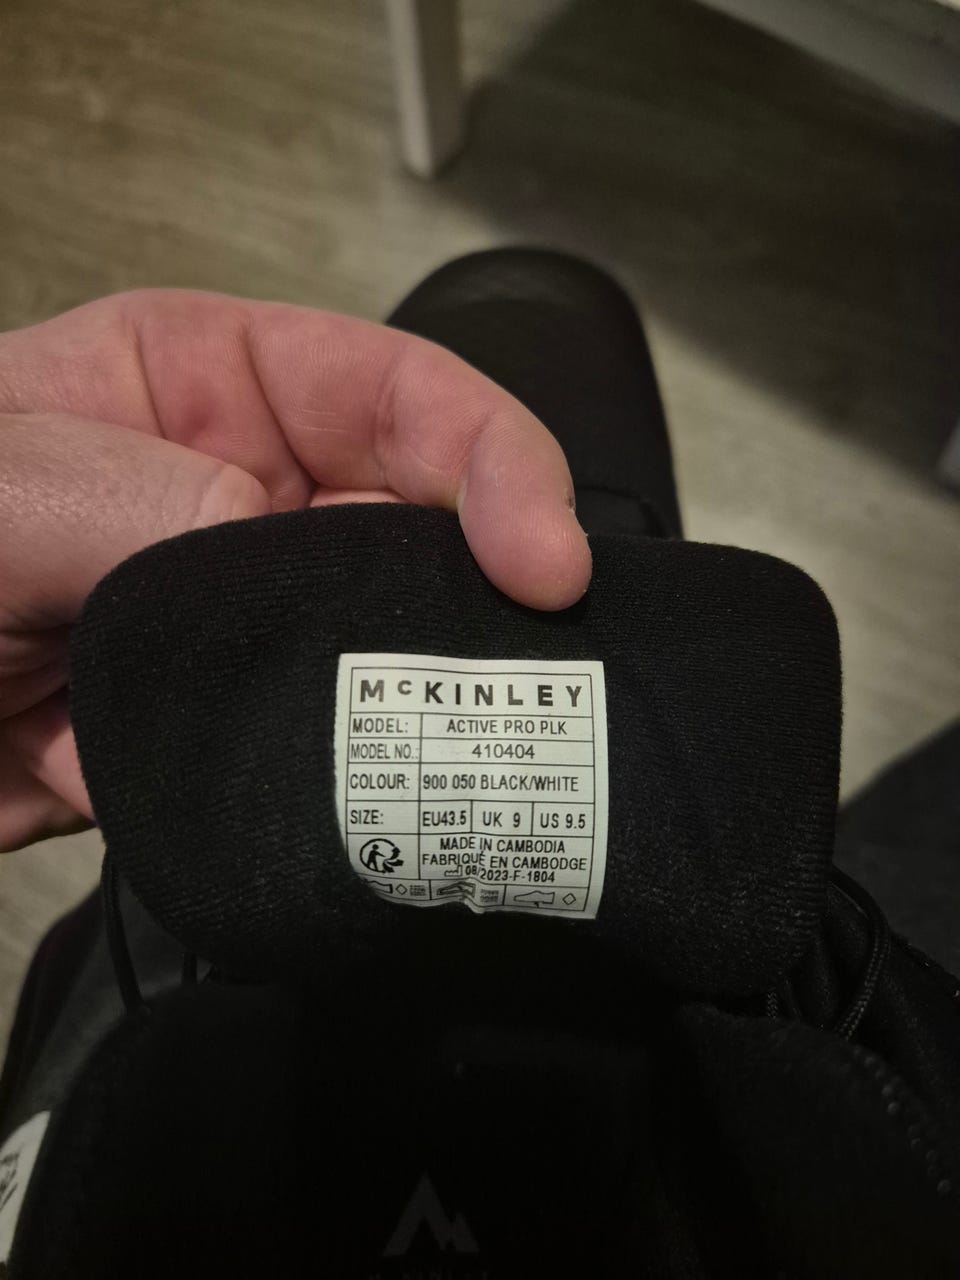 McKINLEY
MODEL: ACTIVE PRO PLK
MODEL NO.: 410404
COLOUR: 900 050 BLACK/WHITE
SIZE: EU43.5 UK 9 US 9.5
MADE IN CAMBODIA
FABRIQUÉ EN CAMBODGE
08/2023-F-1804